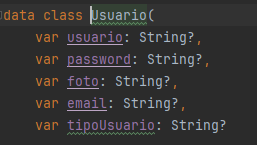 data class Usuario(
var usuario: String?,
var password: String?,
var foto: String?,
var email: String?,
var tipoUsuario: String?